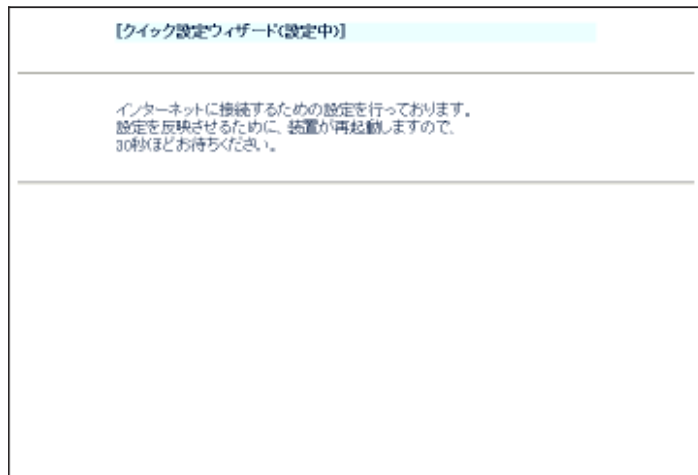 [クイック設定ウィザード(設定中)]
インターネットに接続するための設定を行っております。
設定を反映させるために、装置が再起動しますので、
30秒ほどお待ちください。